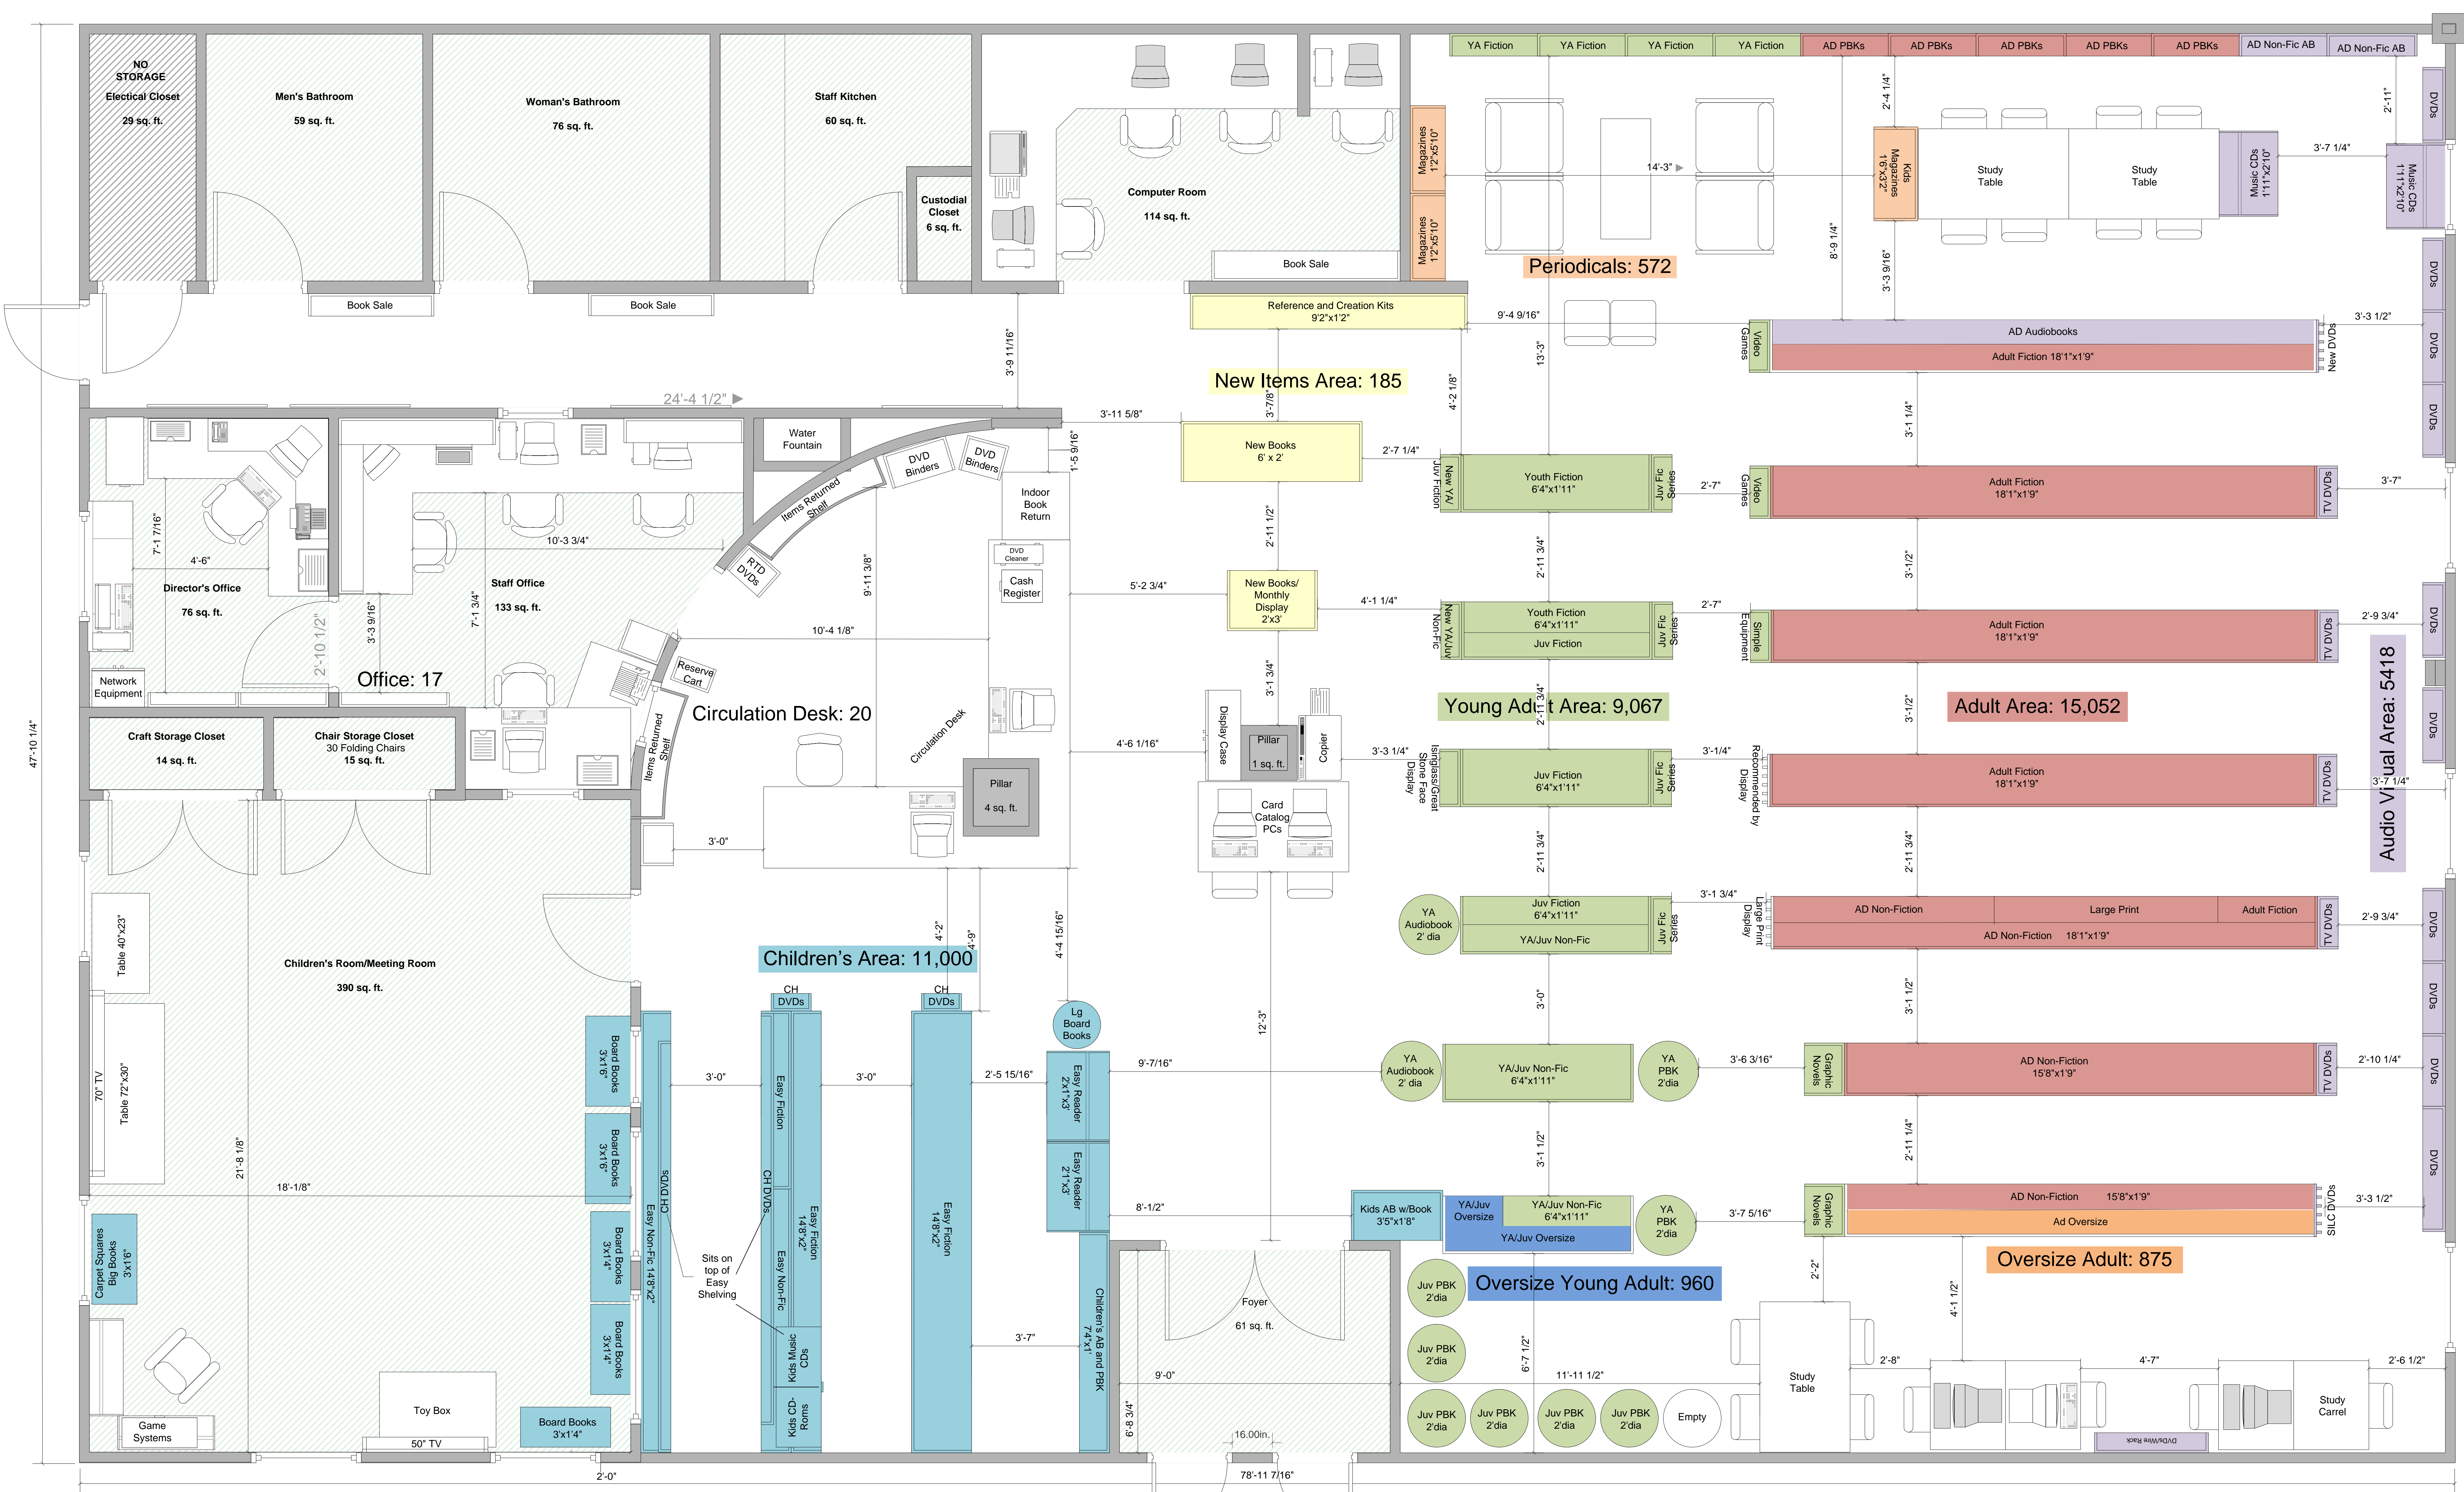 YA Fiction
YA Fiction
YA Fiction
YA Fiction
AD PBKs
AD PBKs
AD PBKs
AD PBKs
AD PBKs
AD Non-Fic AB
AD Non-Fic AB
NO
STORAGE
Electical Closet
29 sq. ft.
Men's Bathroom
59 sq. ft.
Woman's Bathroom
76 sq. ft.
Staff Kitchen
60 sq. ft.
Custodial
Closet
6 sq. ft.
Computer Room
114 sq. ft.
Book Sale
Magazines
1'2"x5'10"
Magazines
1'2"x5'10"
14'-3"
Periodicals: 572
8'-9 1/4"
2'-4 1/4"
Kids
Magazines
1'6"x3'2"
3'-3 9/16"
Study
Table
Study
Table
Music CDs
1'11"x2'10"
3'-7 1/4"
2'-11"
Music CDs
1'11"x2'10"
DVDs
DVDs
DVDs
DVDs
Book Sale
Book Sale
3'-9 11/16"
Reference and Creation Kits
9'2"x1'2"
9'-4 9/16"
13'-3"
4'-2 1/8"
Video
Games
AD Audiobooks
Adult Fiction 18'1"x1'9"
New DVDs
3'-3 1/2"
New Items Area: 185
3'-7/8"
24'-4 1/2"
3'-11 5/8"
3'-1 1/4"
Water
Fountain
DVD
Binders
DVD
Binders
1'-5 9/16"
New Books
6' x 2'
2'-7 1/4"
New YA/
Juv Fiction
Youth Fiction
6'4"x1'11"
Juv Fic
Series
2'-7"
Video
Games
Adult Fiction
18'1"x1'9"
TV DVDs
3'-7"
Items Returned
Shelf
Indoor
Book
Return
2'-11 1/2"
2'-11 3/4"
3'-1/2"
7'-1 7/16"
4'-6"
Director's Office
76 sq. ft.
10'-3 3/4"
Staff Office
133 sq. ft.
7'-1 3/4"
3'-3 9/16"
2'-10 1/2"
RTD
DVDs
9'-11 3/8"
DVD
Cleaner
Cash
Register
5'-2 3/4"
New Books/
Monthly
Display
2'x3'
4'-1 1/4"
New YA/Juv
Non-Fic
Youth Fiction
6'4"x1'11"
Juv Fiction
Juv Fic
Series
2'-7"
Simple
Equipment
Adult Fiction
18'1"x1'9"
TV DVDs
2'-9 3/4"
DVDs
10'-4 1/8"
Network
Equipment
Office: 17
Reserve
Cart
Circulation Desk: 20
Circulation Desk
3'-1 3/4"
Young Adult Area: 9,067
2'-11 3/4"
3'-1/2"
Adult Area: 15,052
Audio Visual Area: 5418
DVDs
47'-10 1/4"
Craft Storage Closet
14 sq. ft.
Chair Storage Closet
30 Folding Chairs
15 sq. ft.
Items Returned
Shelf
4'-6 1/16"
Display Case
Pillar
1 sq. ft.
Copier
3'-3 1/4"
Isinglass/Great
Stone Face
Display
Juv Fiction
6'4"x1'11"
Juv Fic
Series
3'-1/4"
Recommended by
Display
Adult Fiction
18'1"x1'9"
TV DVDs
3'-7 1/4"
Pillar
4 sq. ft.
Card
Catalog
PCs
3'-0"
2'-11 3/4"
2'-11 3/4"
Table 40"x23"
Children's Room/Meeting Room
390 sq. ft.
4'-2"
4'-9"
4'-4 15/16"
YA
Audiobook
2' dia
Juv Fiction
6'4"x1'11"
YA/Juv Non-Fic
Juv Fic
Series
3'-1 3/4"
Large Print
Display
AD Non-Fiction
Large Print
Adult Fiction
AD Non-Fiction 18'1"x1'9"
TV DVDs
2'-9 3/4"
DVDs
Children's Area: 11,000
CH
DVDs
CH
DVDs
Lg
Board
Books
12'-3"
3'-0"
3'-1 1/2"
DVDs
70" TV
Table 72"x30"
Board Books
3'x1'6"
3'-0"
Easy Fiction
3'-0"
2'-5 15/16"
Easy Reader
2'x1"x3'
9'-7/16"
YA
Audiobook
2' dia
YA/Juv Non-Fic
6'4"x1'11"
YA
PBK
2'dia
3'-6 3/16"
Graphic
Novels
AD Non-Fiction
15'8"x1'9"
TV DVDs
2'-10 1/4"
DVDs
21'-8 1/8"
Board Books
3'x1'6"
CH DVDs
CH DVDs
Easy Reader
2'1"x3'
3'-1 1/2"
2'-11 1/4"
DVDs
18'-1/8"
Carpet Squares
Big Books
3'x1'6"
Board Books
3'x1'4"
Easy Non-Fic 14'8"x2"
Easy Non-Fic
Easy Fiction
14'8"x2"
Easy Fiction
14'8"x2"
8'-1/2"
Kids AB w/Book
3'5"x1'8"
YA/Juv
Oversize
YA/Juv Non-Fic
6'4"x1'11"
YA/Juv Oversize
YA
PBK
2'dia
3'-7 5/16"
Graphic
Novels
AD Non-Fiction 15'8"x1'9"
Ad Oversize
SILC DVDs
3'-3 1/2"
Sits on
top of
Easy
Shelving
Board Books
3'x1'4"
Children's AB and PBK
7'4"x1'
Foyer
61 sq. ft.
Juv PBK
2'dia
Oversize Young Adult: 960
2'-2"
4'-1 1/2"
Oversize Adult: 875
Kids Music
CDs
3'-7"
Juv PBK
2'dia
6'-7 1/2"
9'-0"
11'-11 1/2"
Study
Table
2'-8"
4'-7"
2'-6 1/2"
Toy Box
50" TV
Game
Systems
Board Books
3'x1'4"
Kids CD-
Roms
6'-8 3/4"
16.00in.
Juv PBK
2'dia
Juv PBK
2'dia
Juv PBK
2'dia
Juv PBK
2'dia
Empty
DVDs/Wire Rack
Study
Carrel
2'-0"
78'-11 7/16"